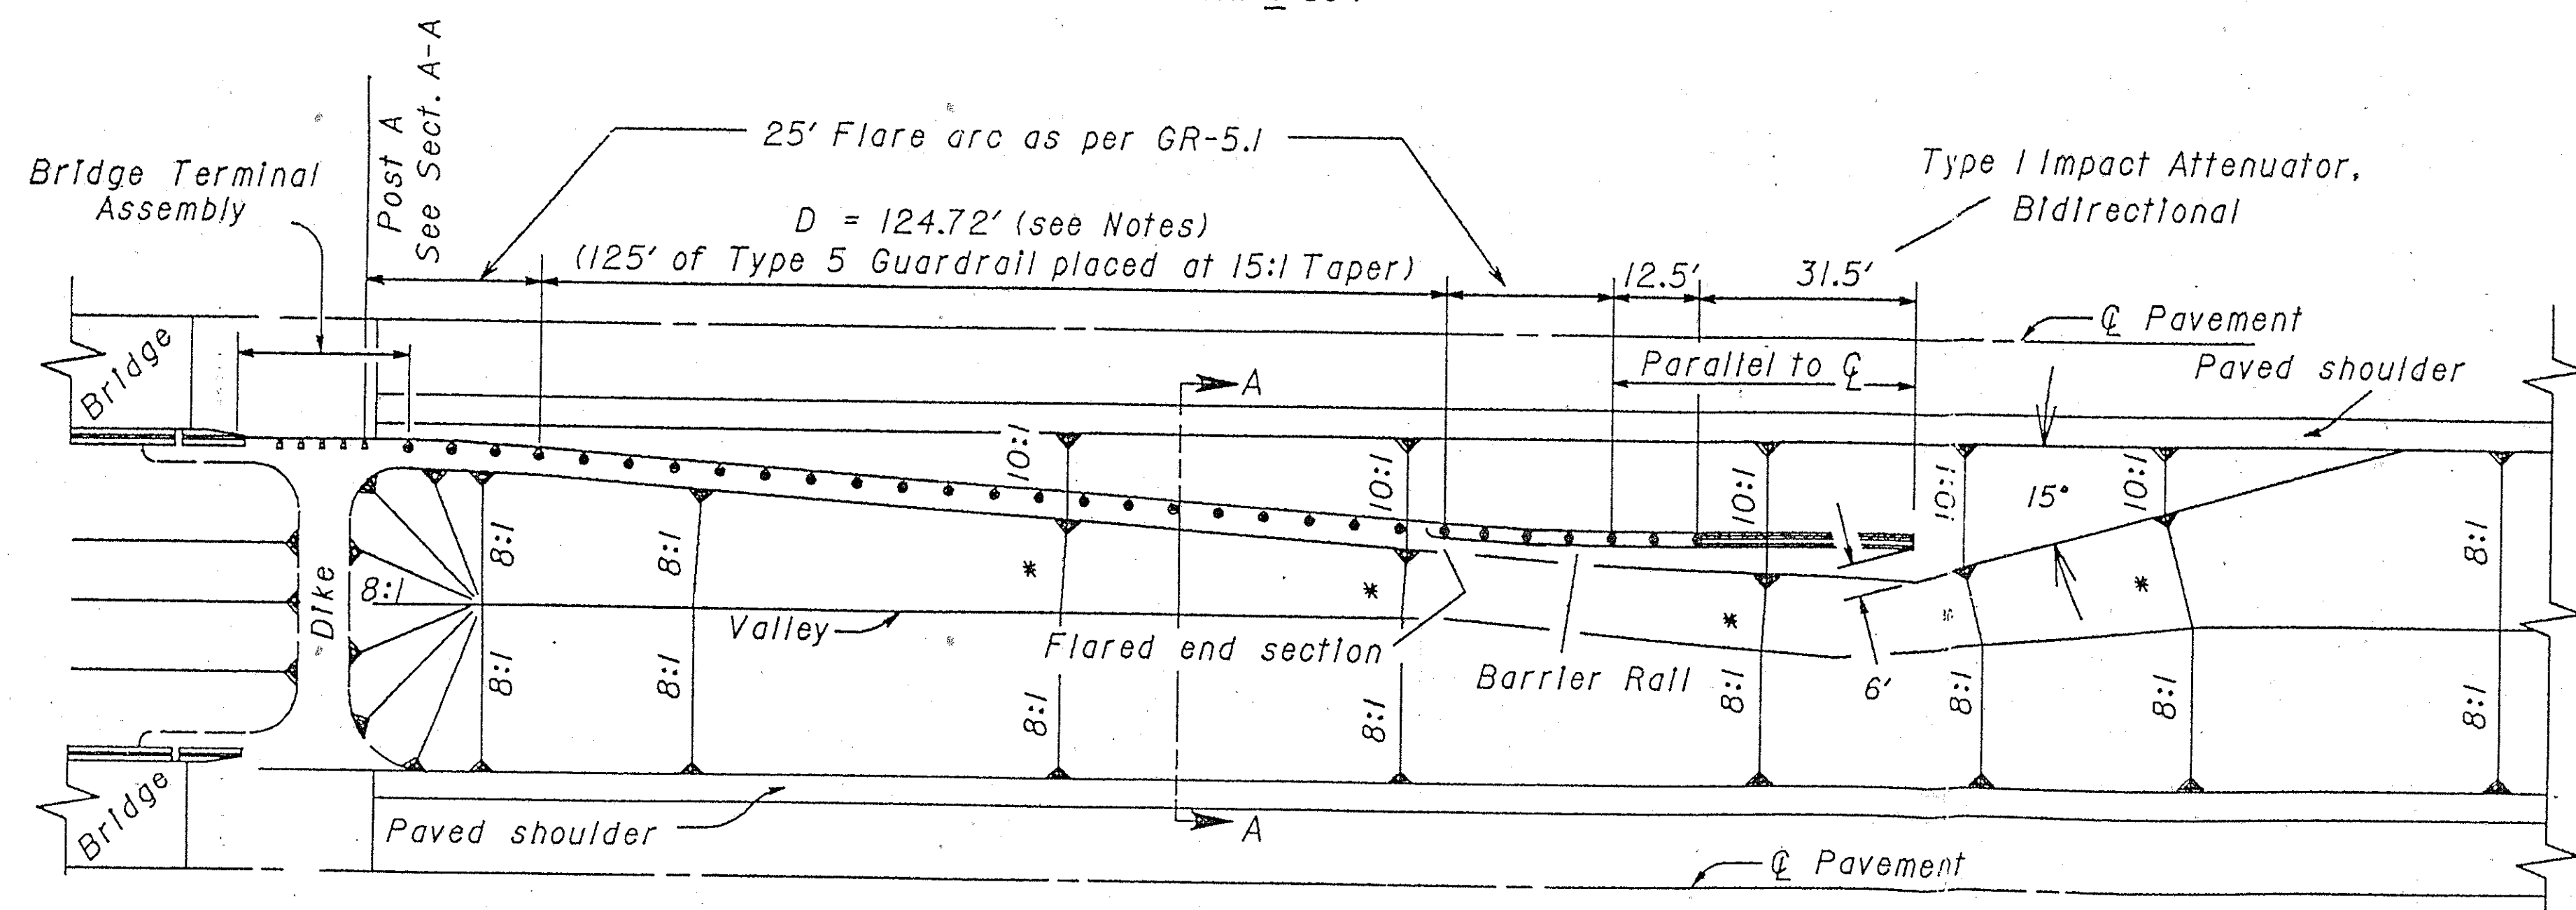 Post A
See Sect. A-A
25' Flare arc as per GR-5.1
Bridge Terminal
Assembly
Type 1 Impact Attenuator,
Bidirectional
D = 124.72' (see Notes)
(125' of Type 5 Guardrail placed at 15:1 Taper)
12.5'
31.5'
℄ Pavement
Parallel to ℄
Paved shoulder
Bridge
A
10:1
10:1
10:1
10:1
10:1
15°
8:1
8:1
8:1
8:1
*
*
*
*
*
Dike
Valley
Flared end section
Barrier Rail
6'
8:1
8:1
8:1
8:1
8:1
8:1
8:1
8:1
Bridge
Paved shoulder
A
℄ Pavement